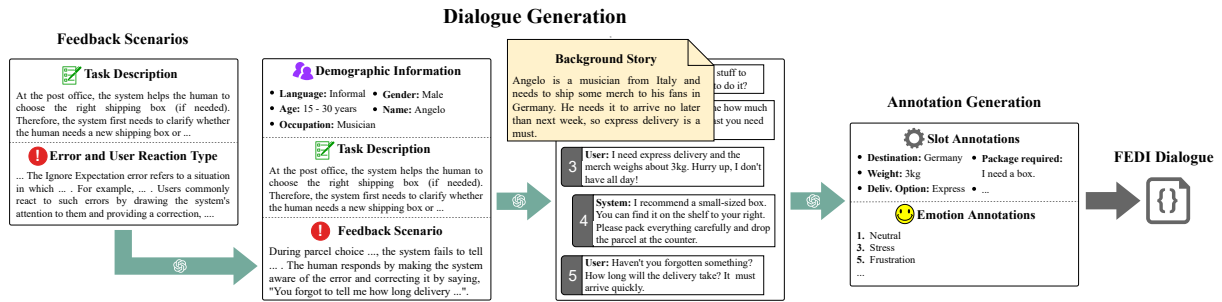 Dialogue Generation
Feedback Scenarios
Task Description
At the post office, the system helps the human to
choose the right shipping box (if needed).
Therefore, the system first needs to clarify whether
the human needs a new shipping box or ...
Error and User Reaction Type
... The Ignore Expectation error refers to a situation
in which ... . For example, ... . Users commonly
react to such errors by drawing the system's
attention to them and providing a correction, ....
Demographic Information
• Language: Informal • Gender: Male
• Age: 15 - 30 years • Name: Angelo
• Occupation: Musician
Task Description
At the post office, the system helps the human to
choose the right shipping box (if needed).
Therefore, the system first needs to clarify whether
the human needs a new shipping box or ...
Feedback Scenario
During parcel choice ..., the system fails to tell
... . The human responds by making the system
aware of the error and correcting it by saying,
"You forgot to tell me how long delivery ...".
Background Story
Angelo is a musician from Italy and
needs to ship some merch to his fans in
Germany. He needs it to arrive no later
than next week, so express delivery is a
must.
stuff to
to do it?
how much
you need
3
User: I need express delivery and the
merch weighs about 3kg. Hurry up, I don't
have all day!
4
System: I recommend a small-sized box.
You can find it on the shelf to your right.
Please pack everything carefully and drop
the parcel at the counter.
5
User: Haven't you forgotten something?
How long will the delivery take? It must
arrive quickly.
Annotation Generation
Slot Annotations
• Destination: Germany • Package required:
• Weight: 3kg I need a box.
• Deliv. Option: Express • ...
Emotion Annotations
1. Neutral
3. Stress
5. Frustration
...
FEDI Dialogue
{}